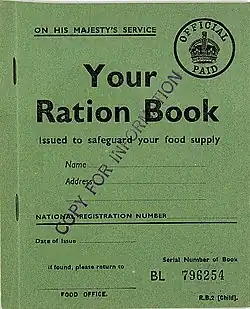 ON HIS MAJESTY'S SERVICE
OFFICIAL
PAID
Your
Ration Book
Issued to safeguard your food supply
Name
Address
COPY FOR INFORMATION
NATIONAL REGISTRATION NUMBER
Date of Issue
Serial Number of Book
If found, please return to
BL 796254
FOOD OFFICE.
R.B.2 [Child].